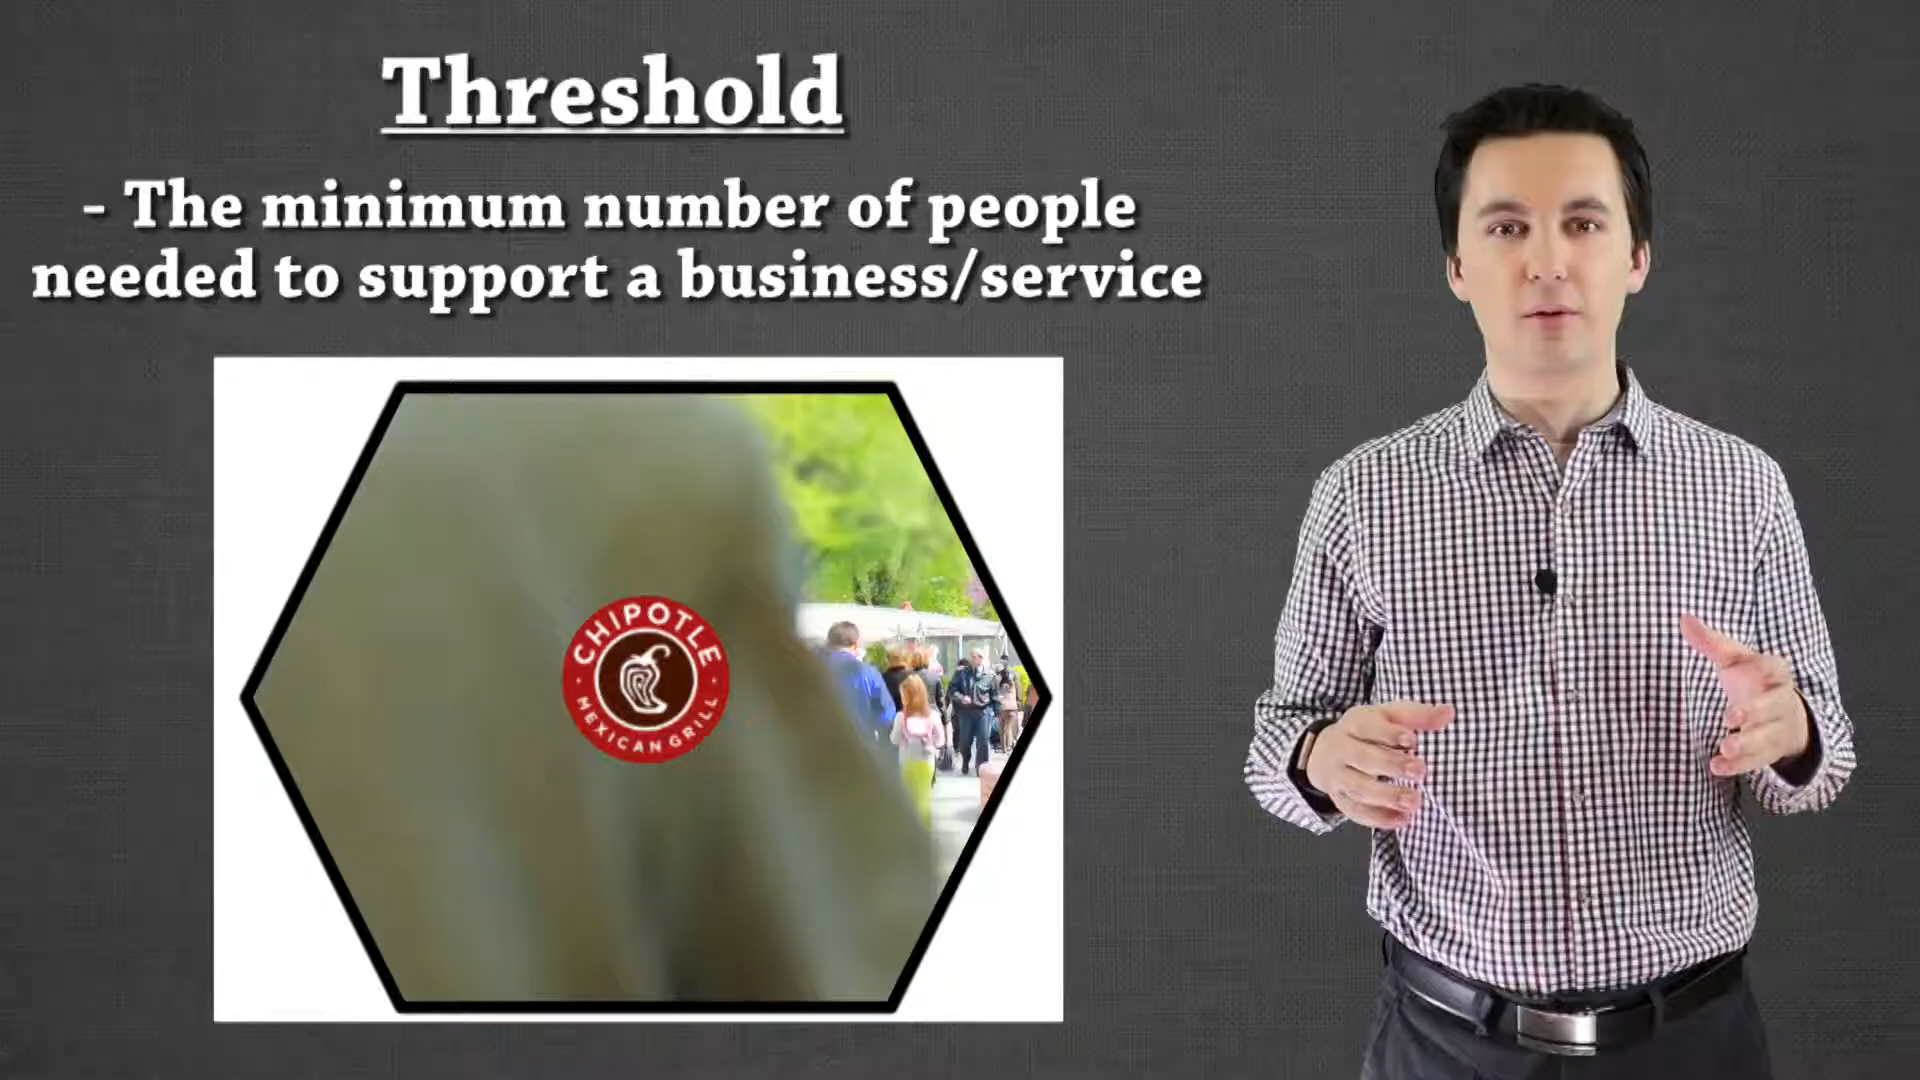 Threshold
- The minimum number of people
needed to support a business/service
CHIPOTLE
MEXICAN GRILL